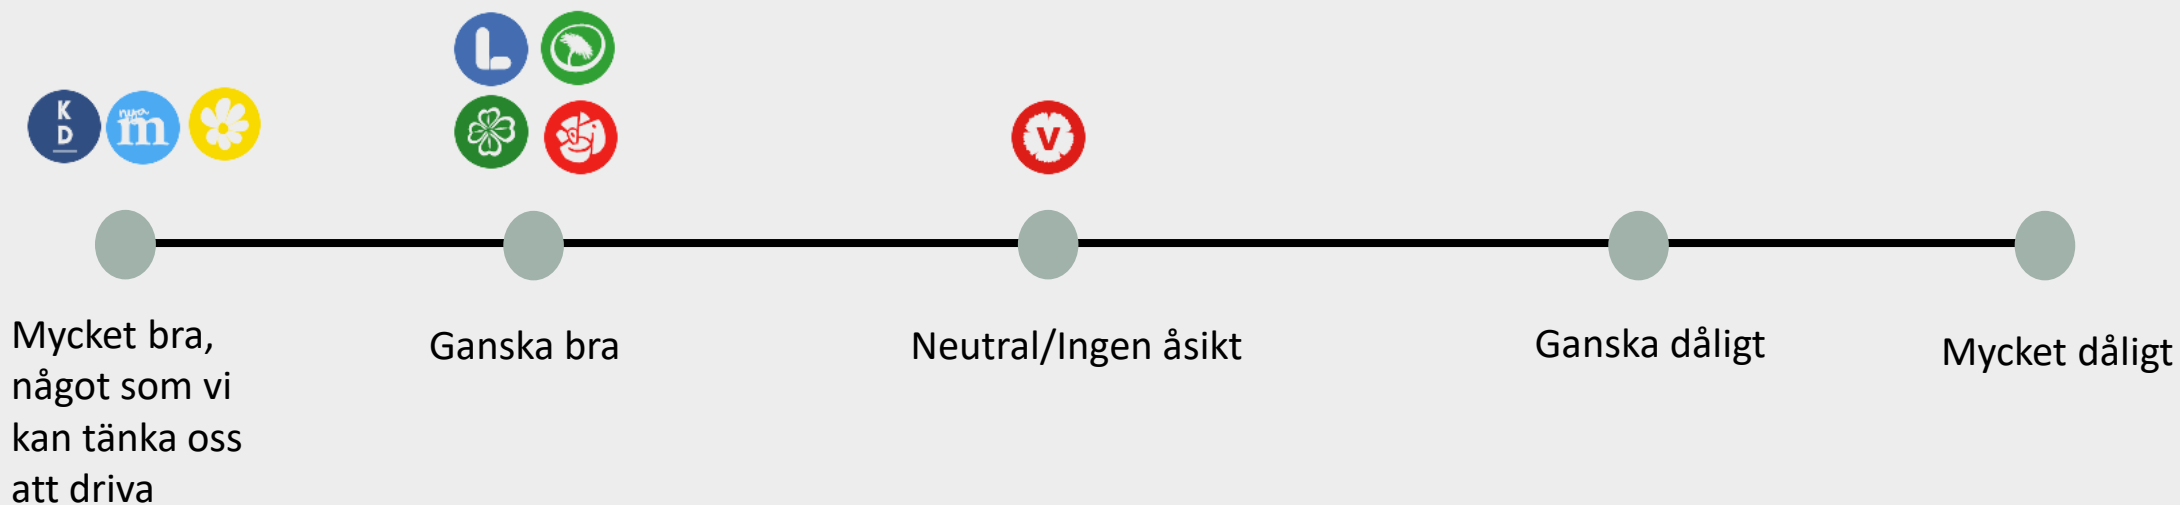 K
D
nya
m
L
V
Mycket bra,
något som vi
kan tänka oss
att driva
Ganska bra
Neutral/Ingen åsikt
Ganska dåligt
Mycket dåligt